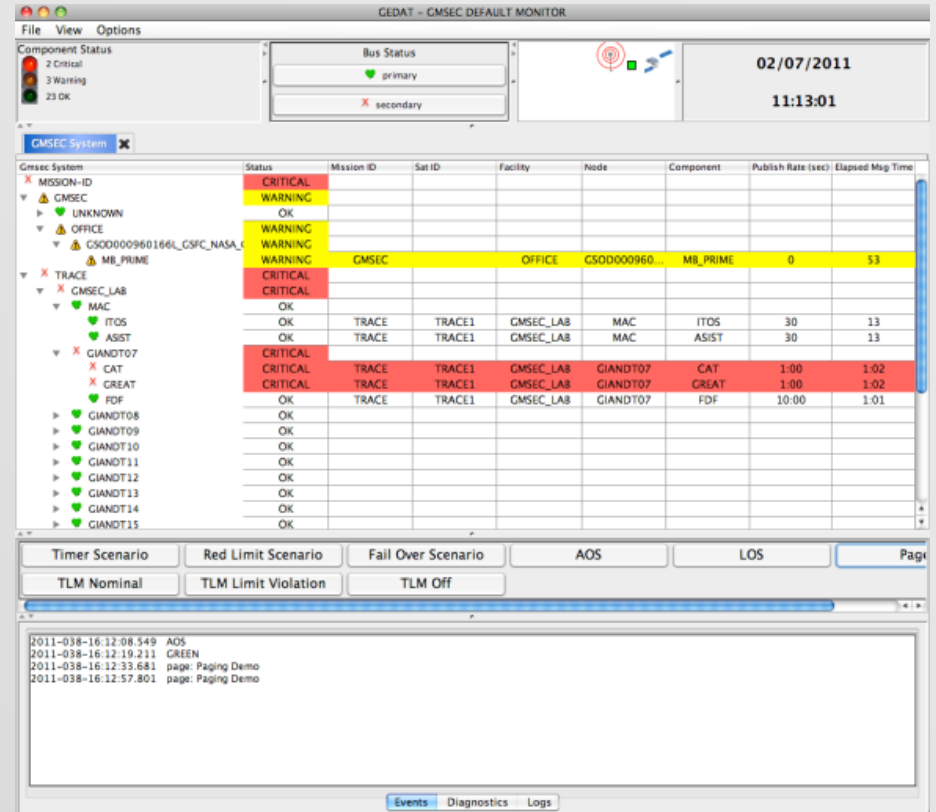 GEDAT - GMSEC DEFAULT MONITOR
File View Options
Component Status
2 Critical
3 Warning
23 OK
Bus Status
primary
secondary
02/07/2011
11:13:01
GMSEC System
Gmsec System Status Mission ID Sat ID Facility Node Component Publish Rate (sec) Elapsed Msg Time
MISSION-ID CRITICAL
GMSEC WARNING
UNKNOWN OK
OFFICE WARNING
GSOD000960166L_GSFC_NASA_ WARNING
MB_PRIME WARNING GMSEC OFFICE GSOD000960... MB_PRIME 0 53
TRACE CRITICAL
GMSEC_LAB CRITICAL
MAC OK
ITOS OK TRACE TRACE1 GMSEC_LAB MAC ITOS 30 13
ASIST OK TRACE TRACE1 GMSEC_LAB MAC ASIST 30 13
GIANDT07 CRITICAL
CAT CRITICAL TRACE TRACE1 GMSEC_LAB GIANDT07 CAT 1:00 1:02
GREAT CRITICAL TRACE TRACE1 GMSEC_LAB GIANDT07 GREAT 1:00 1:02
FDF OK TRACE TRACE1 GMSEC_LAB GIANDT07 FDF 10:00 1:01
GIANDT08 OK
GIANDT09 OK
GIANDT10 OK
GIANDT11 OK
GIANDT12 OK
GIANDT13 OK
GIANDT14 OK
GIANDT15 OK
Timer Scenario Red Limit Scenario Fail Over Scenario AOS LOS Page
TLM Nominal TLM Limit Violation TLM Off
2011-038-16:12:08.549 AOS
2011-038-16:12:19.211 GREEN
2011-038-16:12:33.681 page: Paging Demo
2011-038-16:12:57.801 page: Paging Demo
Events Diagnostics Logs